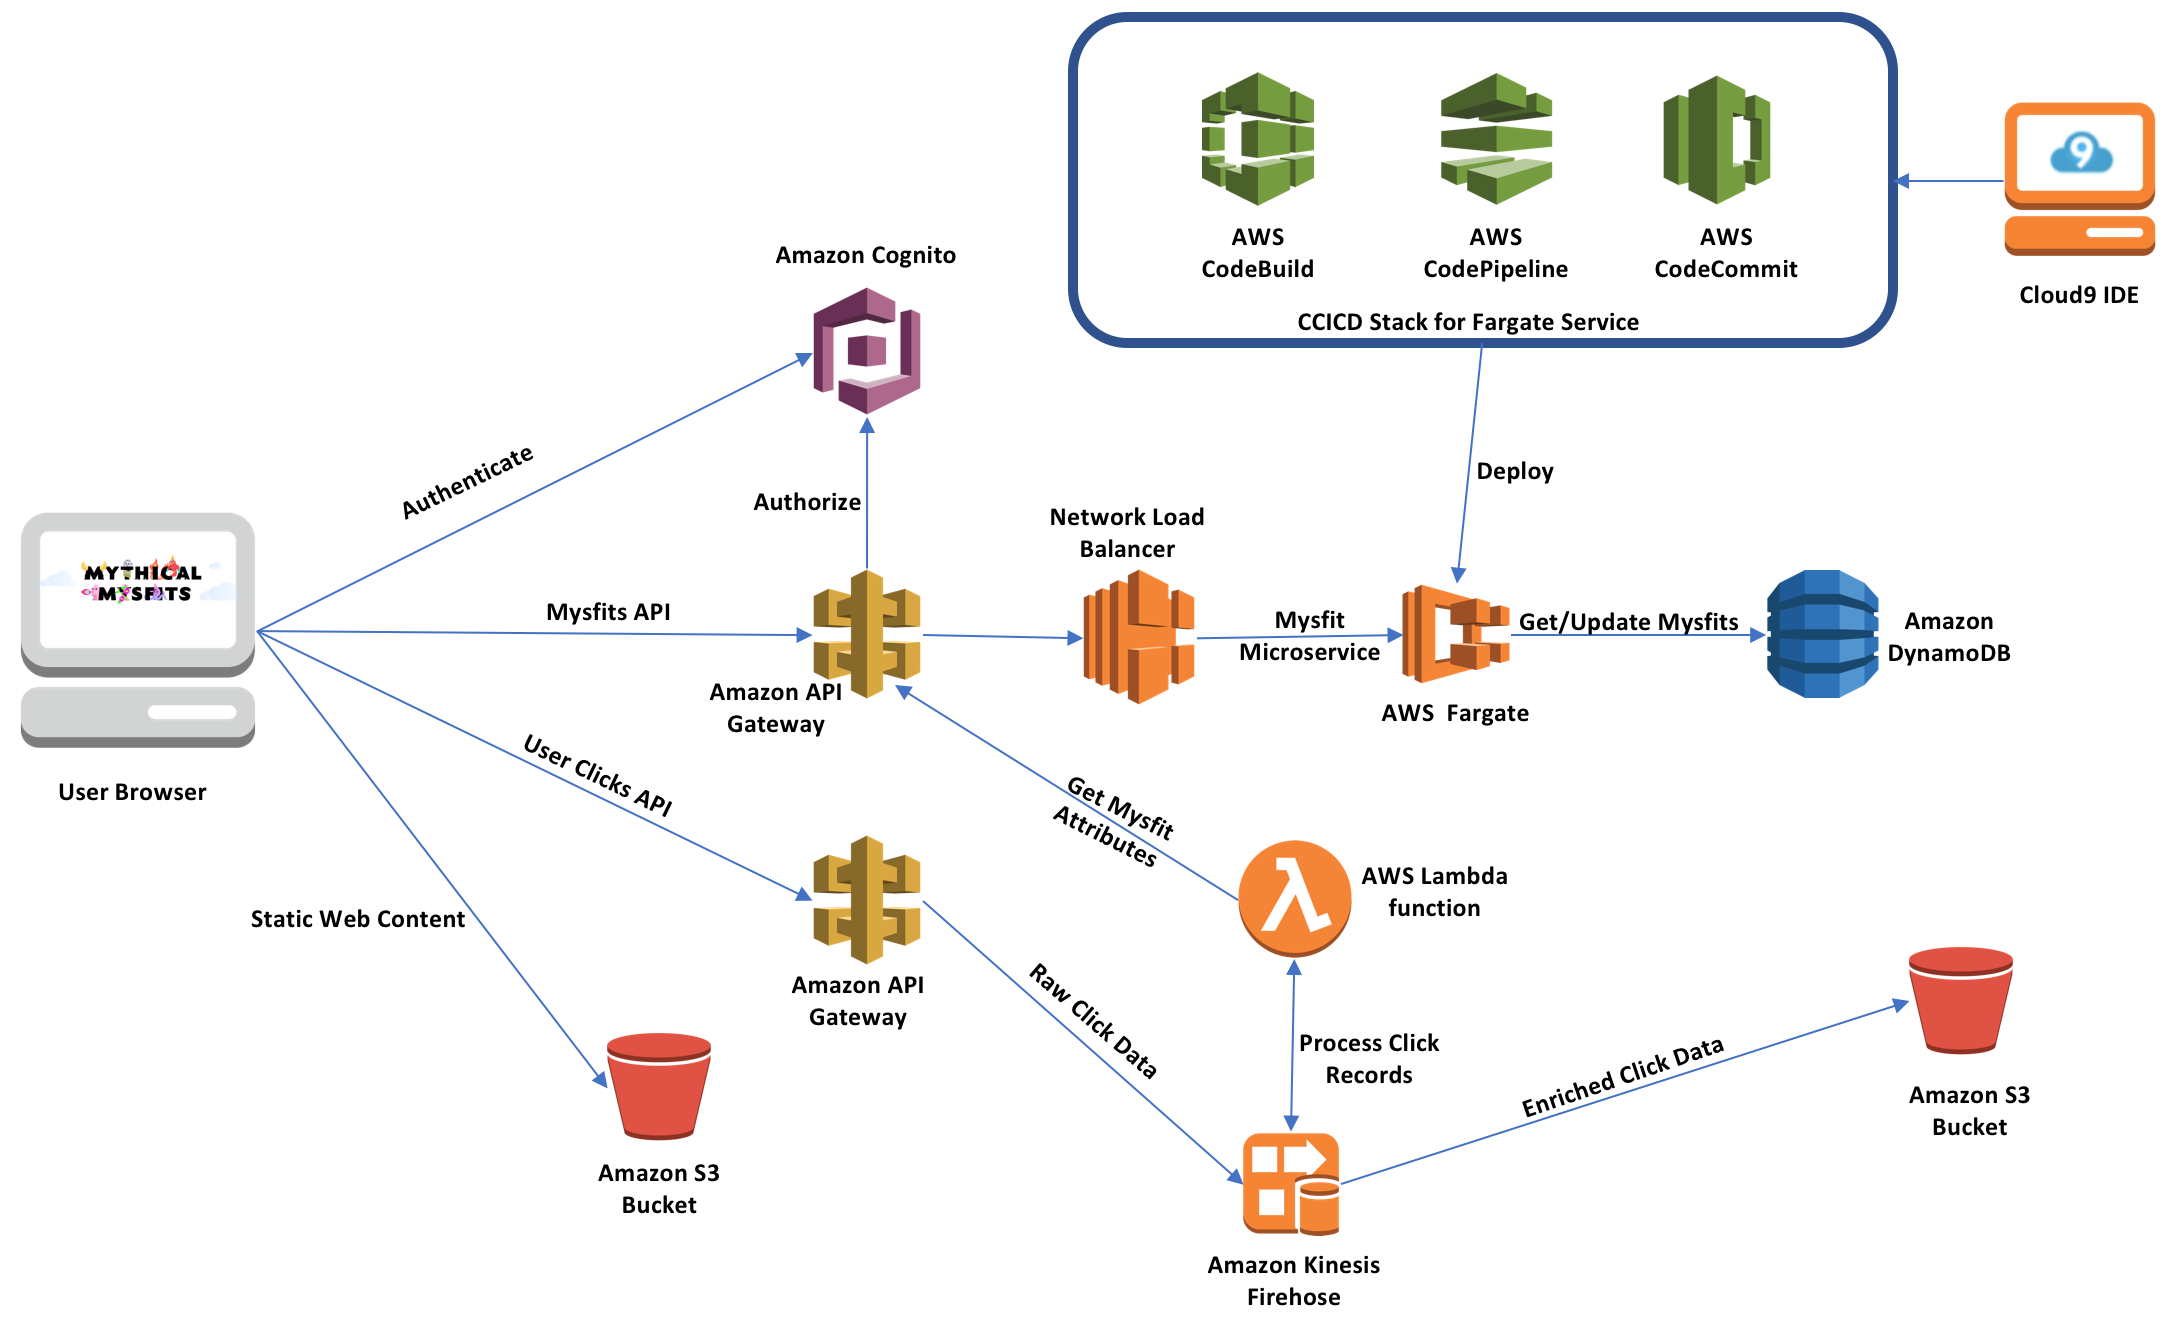 AWS
CodeBuild
AWS
CodePipeline
AWS
CodeCommit
CCICD Stack for Fargate Service
9
Cloud9 IDE
Amazon Cognito
Authenticate
Authorize
Deploy
MYTHICAL
MYSFITS
User Browser
Mysfits API
Amazon API
Gateway
Network Load
Balancer
Mysfit
Microservice
AWS  Fargate
Get/Update Mysfits
Amazon
DynamoDB
User Clicks API
Get Mysfit
Attributes
Static Web Content
Amazon API
Gateway
λ
AWS Lambda
function
Raw Click Data
Process Click
Records
Enriched Click Data
Amazon S3
Bucket
Amazon S3
Bucket
Amazon Kinesis
Firehose